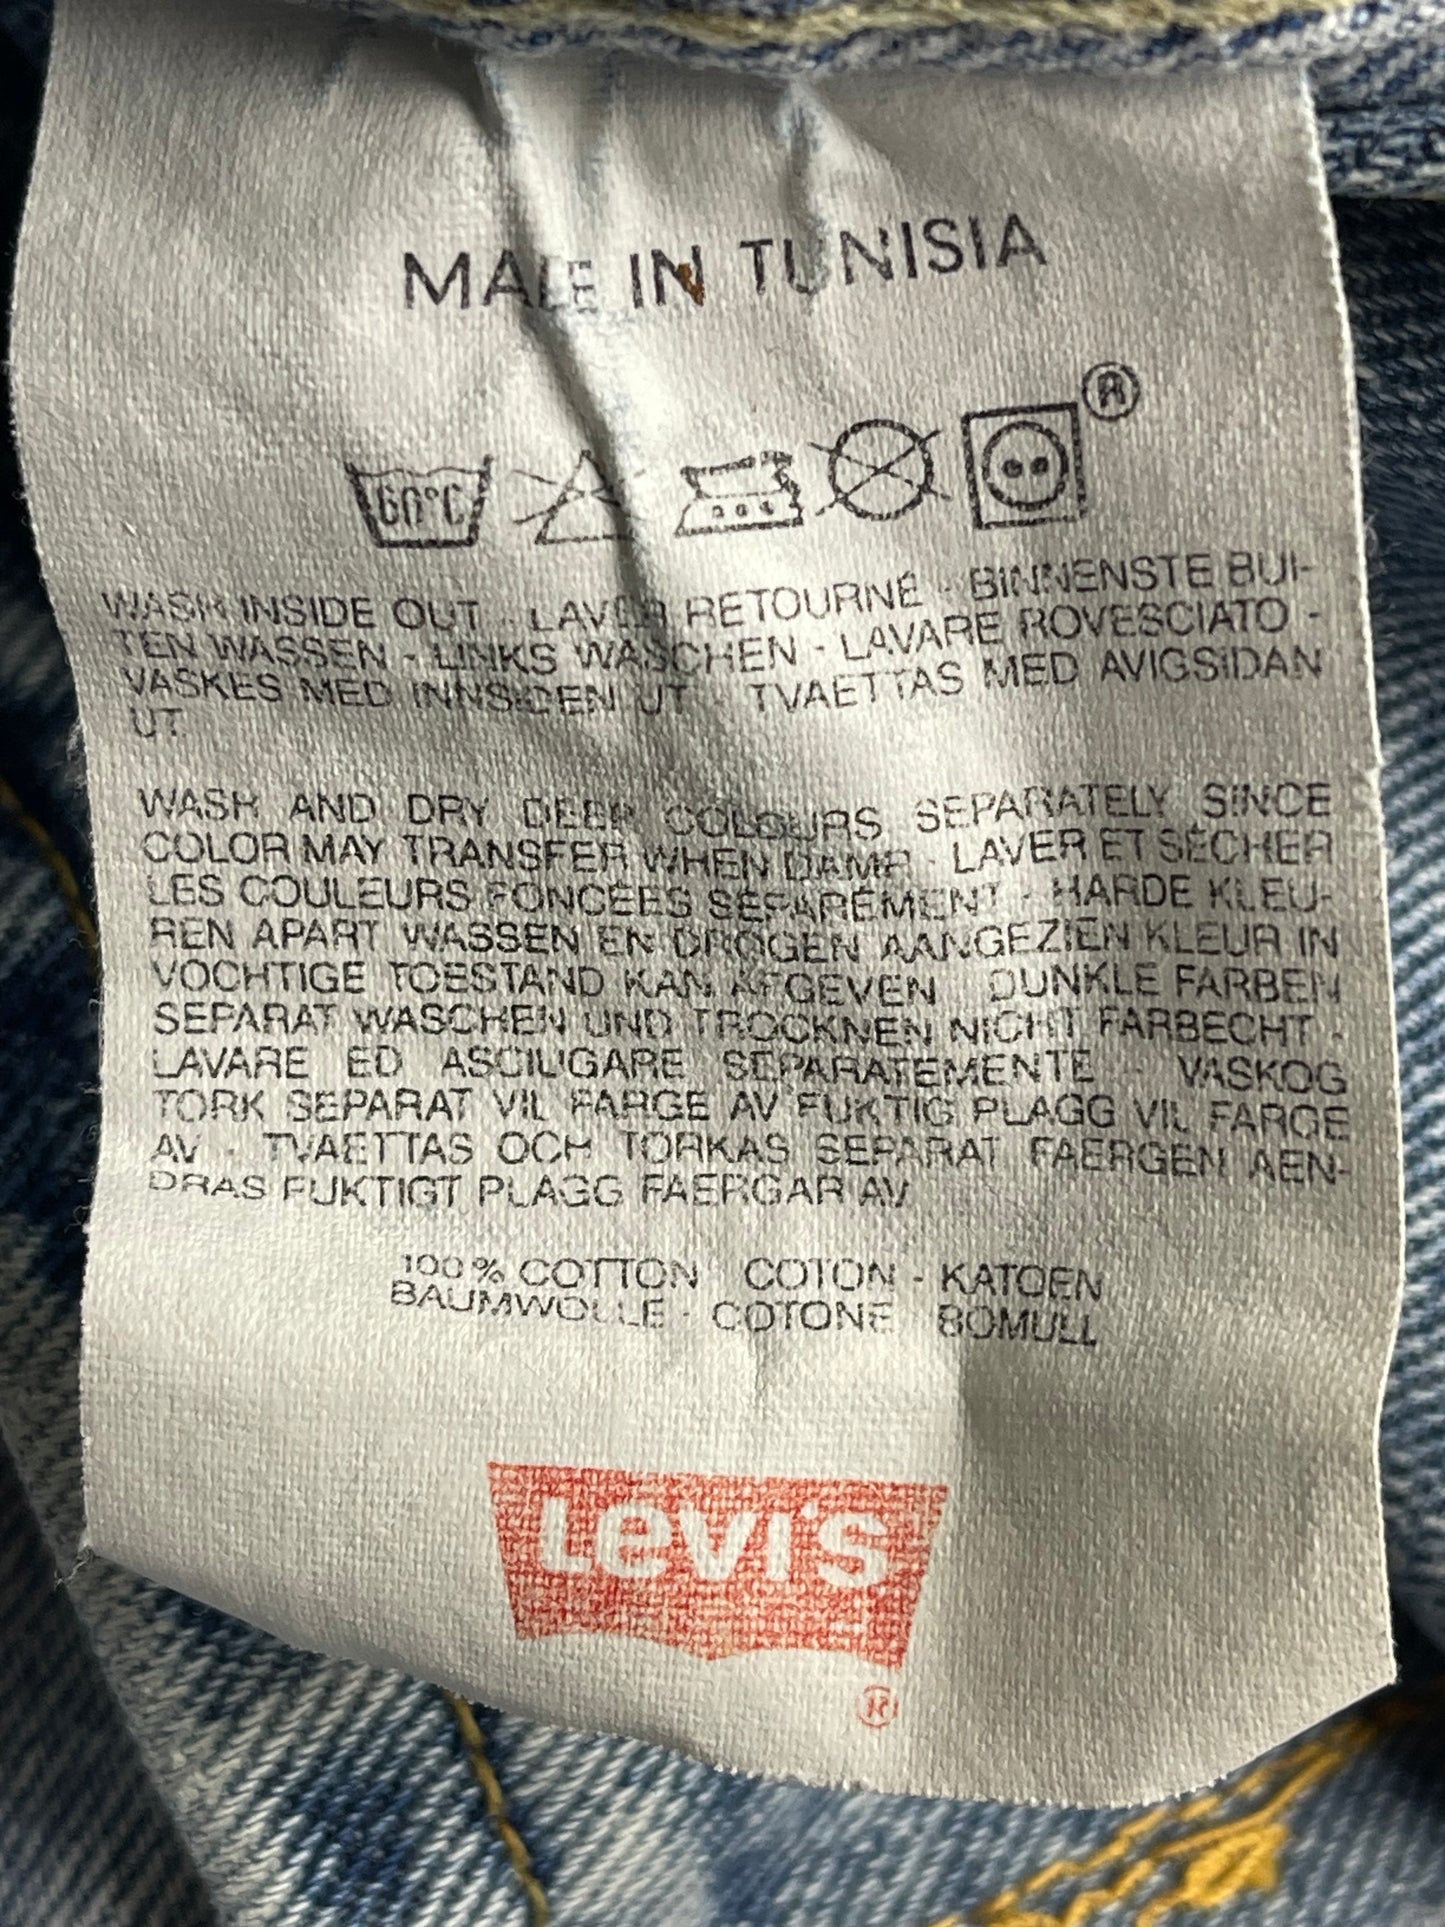 MADE IN TUNISIA
®
60°C
WASH INSIDE OUT - LAVER RETOURNÉ - BINNENSTE BUI-
TEN WASSEN - LINKS WASCHEN - LAVARE ROVESCIATO -
VASKES MED INNSIDEN UT - TVAETTAS MED AVIGSIDAN
UT
WASH AND DRY DEEP COLOURS SEPARATELY SINCE
COLOR MAY TRANSFER WHEN DAMP - LAVER ET SÉCHER
LES COULEURS FONCÉES SÉPARÉMENT - HARDE KLEU-
REN APART WASSEN EN DROGEN AANGEZIEN KLEUR IN
VOCHTIGE TOESTAND KAN AFGEVEN DUNKLE FARBEN
SEPARAT WASCHEN UND TROCKNEN NICHT FARBECHT -
LAVARE ED ASCIUGARE SEPARATEMENTE - VASKOG
TORK SEPARAT VIL FARGE AV FUKTIG PLAGG VIL FARGE
AV - TVAETTAS OCH TORKAS SEPARAT FAERGEN AEN-
DRAS FUKTIGT PLAGG FAERGAR AV
100% COTTON COTON - KATOEN
BAUMWOLLE - COTONE BOMULL
Levi's
®